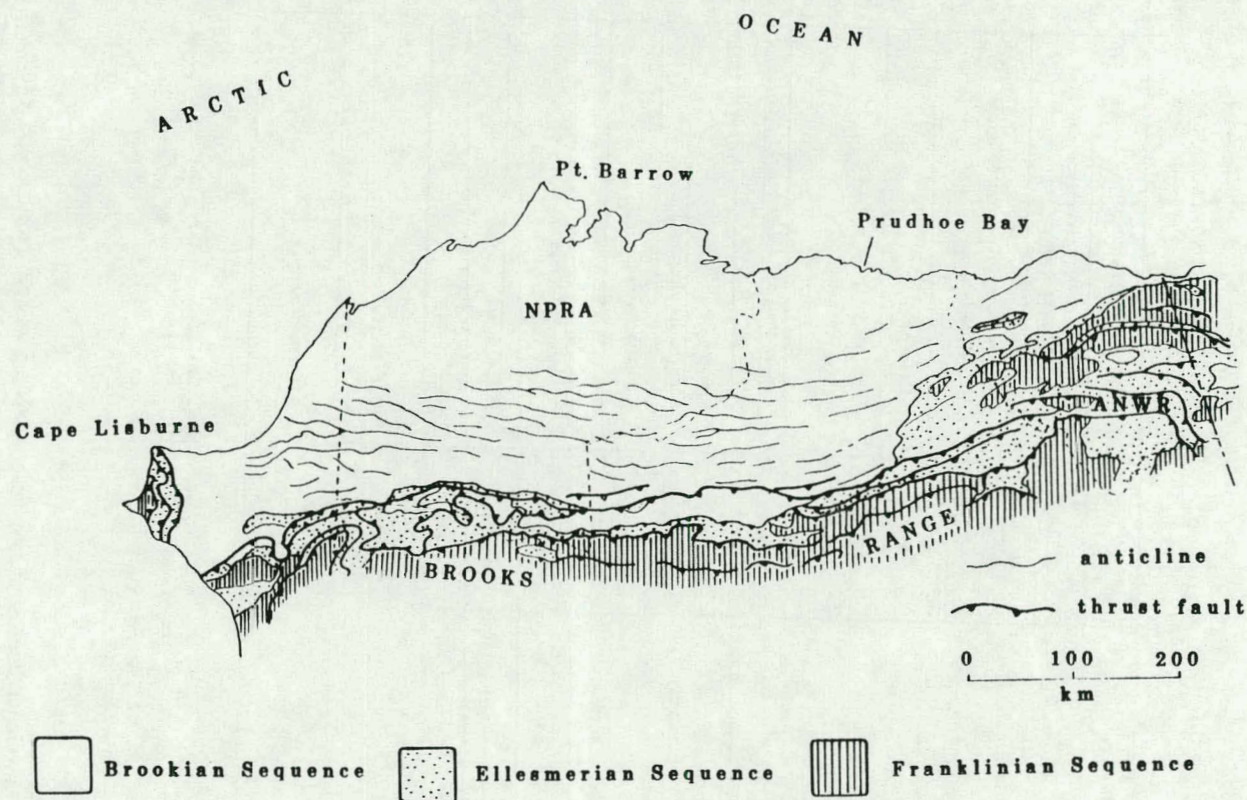 OCEAN
ARCTIC
Pt. Barrow
Prudhoe Bay
NPRA
Cape Lisburne
ANWR
BROOKS
RANGE
anticline
thrust fault
0 100 200
km
Brookian Sequence
Ellesmerian Sequence
Franklinian Sequence